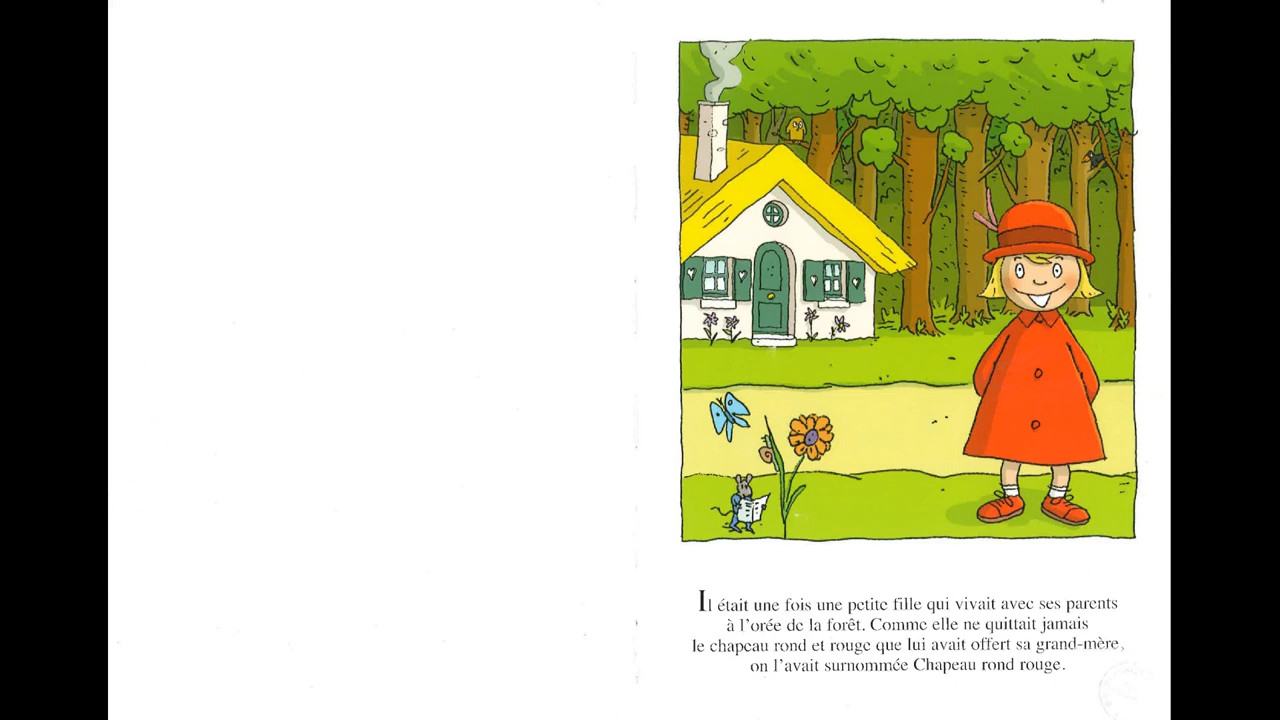 Il était une fois une petite fille qui vivait avec ses parents
à l'orée de la forêt. Comme elle ne quittait jamais
le chapeau rond et rouge que lui avait offert sa grand-mère,
on l'avait surnommée Chapeau rond rouge.